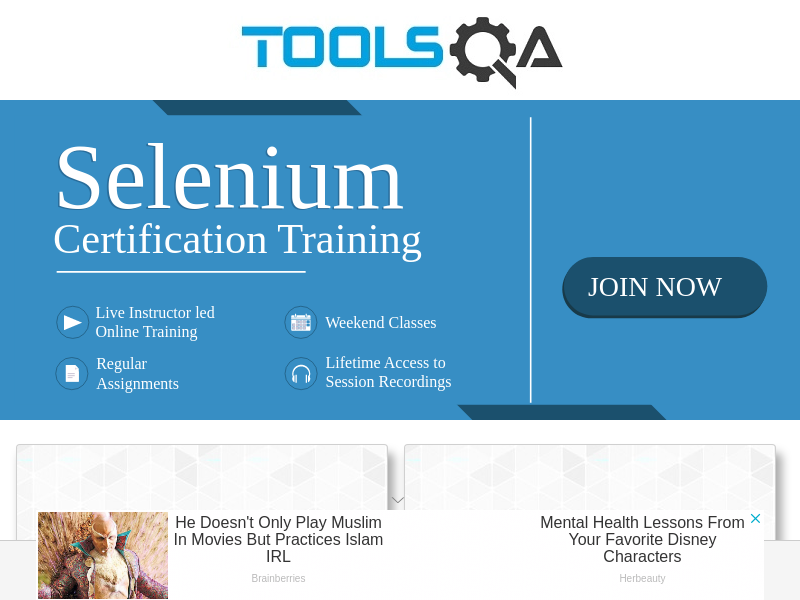 TOOLSQA
Selenium
Certification Training
JOIN NOW
Live Instructor led
Online Training
Weekend Classes
Regular
Assignments
Lifetime Access to
Session Recordings
He Doesn't Only Play Muslim
In Movies But Practices Islam
IRL
Brainberries
Mental Health Lessons From
Your Favorite Disney
Characters
Herbeauty